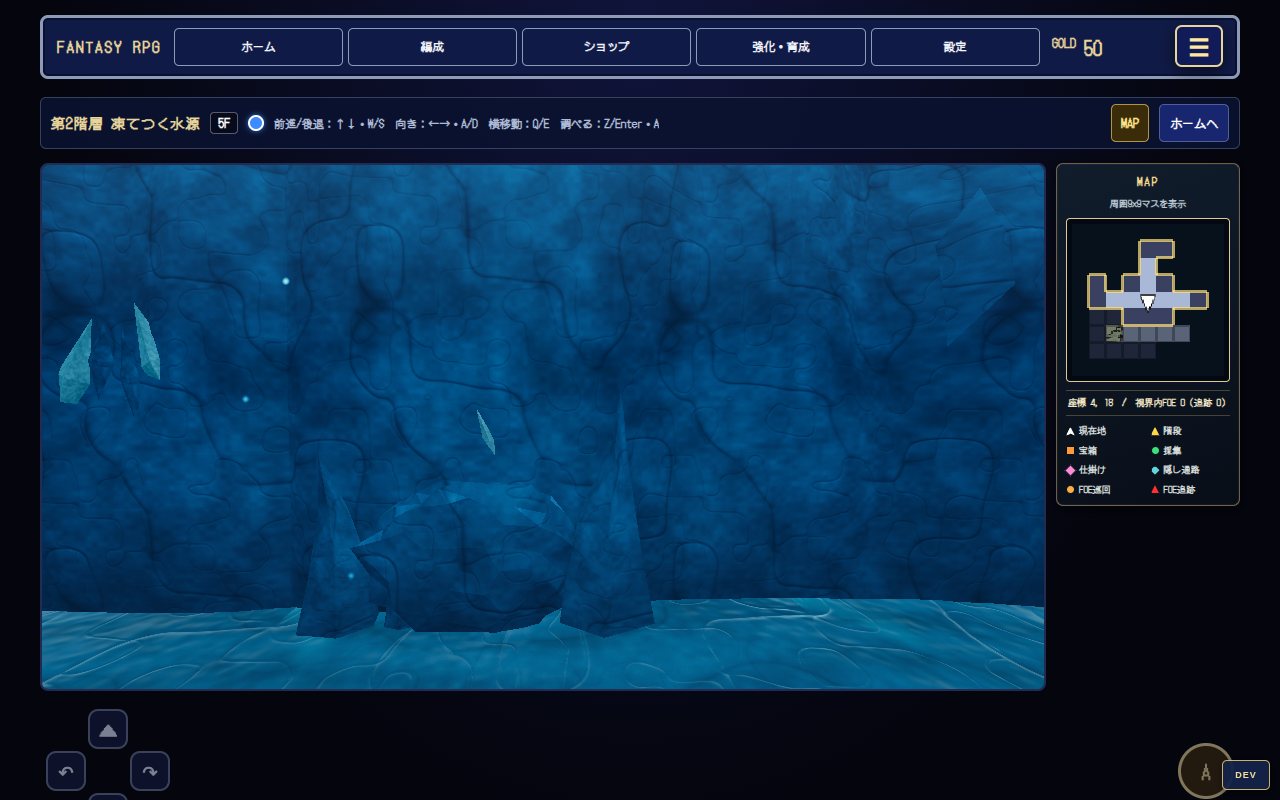 FANTASY RPG
ホーム
編成
ショップ
強化・育成
設定
GOLD 50
第2階層 凍てつく水源
5F
前進/後退：↑↓・W/S 向き：←→・A/D 横移動：Q/E 調べる：Z/Enter・A
MAP
ホームへ
MAP
周囲9x9マスを表示
座標 4, 18 / 視界内FOE 0（追跡 0）
現在地
階段
宝箱
採集
仕掛け
隠し通路
FOE巡回
FOE追跡
A
DEV